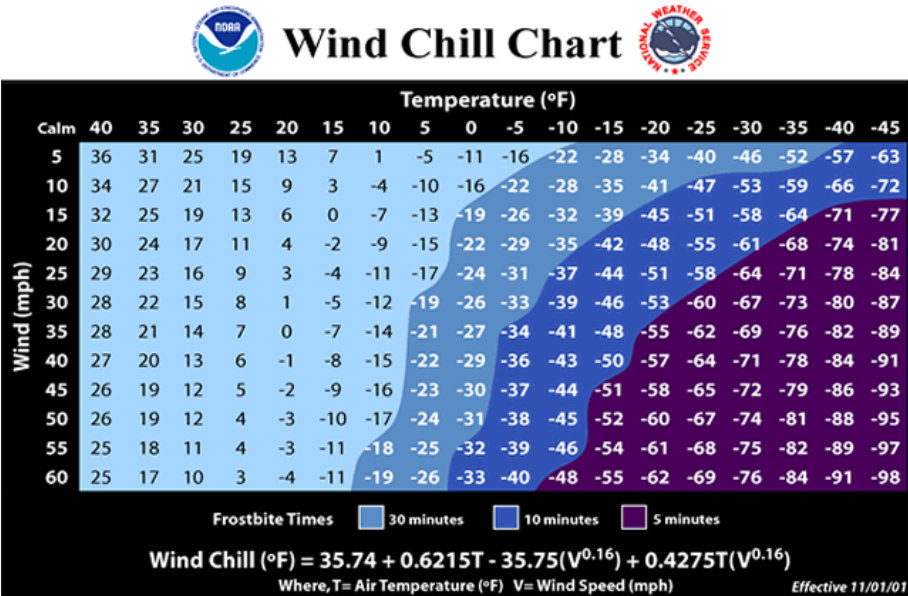 NOAA
Wind Chill Chart
NATIONAL WEATHER SERVICE
Temperature (ºF)
Calm 40 35 30 25 20 15 10 5 0 -5 -10 -15 -20 -25 -30 -35 -40 -45
5 36 31 25 19 13 7 1 -5 -11 -16 -22 -28 -34 -40 -46 -52 -57 -63
10 34 27 21 15 9 3 -4 -10 -16 -22 -28 -35 -41 -47 -53 -59 -66 -72
15 32 25 19 13 6 0 -7 -13 -19 -26 -32 -39 -45 -51 -58 -64 -71 -77
20 30 24 17 11 4 -2 -9 -15 -22 -29 -35 -42 -48 -55 -61 -68 -74 -81
25 29 23 16 9 3 -4 -11 -17 -24 -31 -37 -44 -51 -58 -64 -71 -78 -84
30 28 22 15 8 1 -5 -12 -19 -26 -33 -39 -46 -53 -60 -67 -73 -80 -87
35 28 21 14 7 0 -7 -14 -21 -27 -34 -41 -48 -55 -62 -69 -76 -82 -89
40 27 20 13 6 -1 -8 -15 -22 -29 -36 -43 -50 -57 -64 -71 -78 -84 -91
45 26 19 12 5 -2 -9 -16 -23 -30 -37 -44 -51 -58 -65 -72 -79 -86 -93
50 26 19 12 4 -3 -10 -17 -24 -31 -38 -45 -52 -60 -67 -74 -81 -88 -95
55 25 18 11 4 -3 -11 -18 -25 -32 -39 -46 -54 -61 -68 -75 -82 -89 -97
60 25 17 10 3 -4 -11 -19 -26 -33 -40 -48 -55 -62 -69 -76 -84 -91 -98
Wind (mph)
Frostbite Times 30 minutes 10 minutes 5 minutes
Wind Chill (ºF) = 35.74 + 0.6215T - 35.75(V^0.16) + 0.4275T(V^0.16)
Where, T= Air Temperature (ºF) V= Wind Speed (mph)
Effective 11/01/01